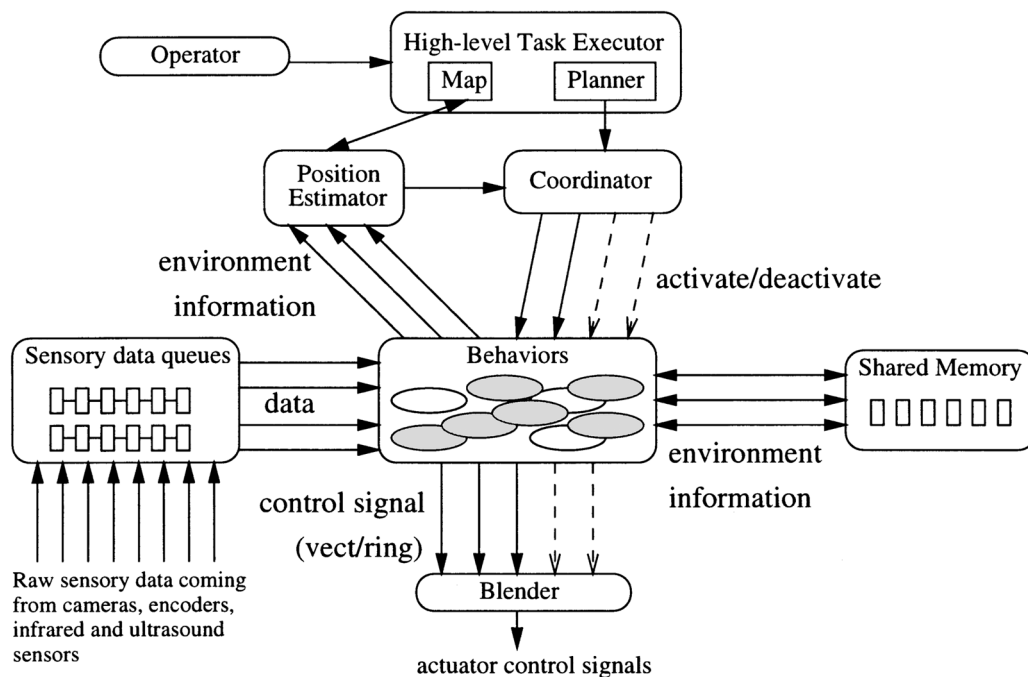 High-level Task Executor
Operator
Map
Planner
Position
Estimator
Coordinator
environment
information
activate/deactivate
Sensory data queues
Behaviors
Shared Memory
data
environment
information
control signal
(vect/ring)
Raw sensory data coming
from cameras, encoders,
infrared and ultrasound
sensors
Blender
actuator control signals